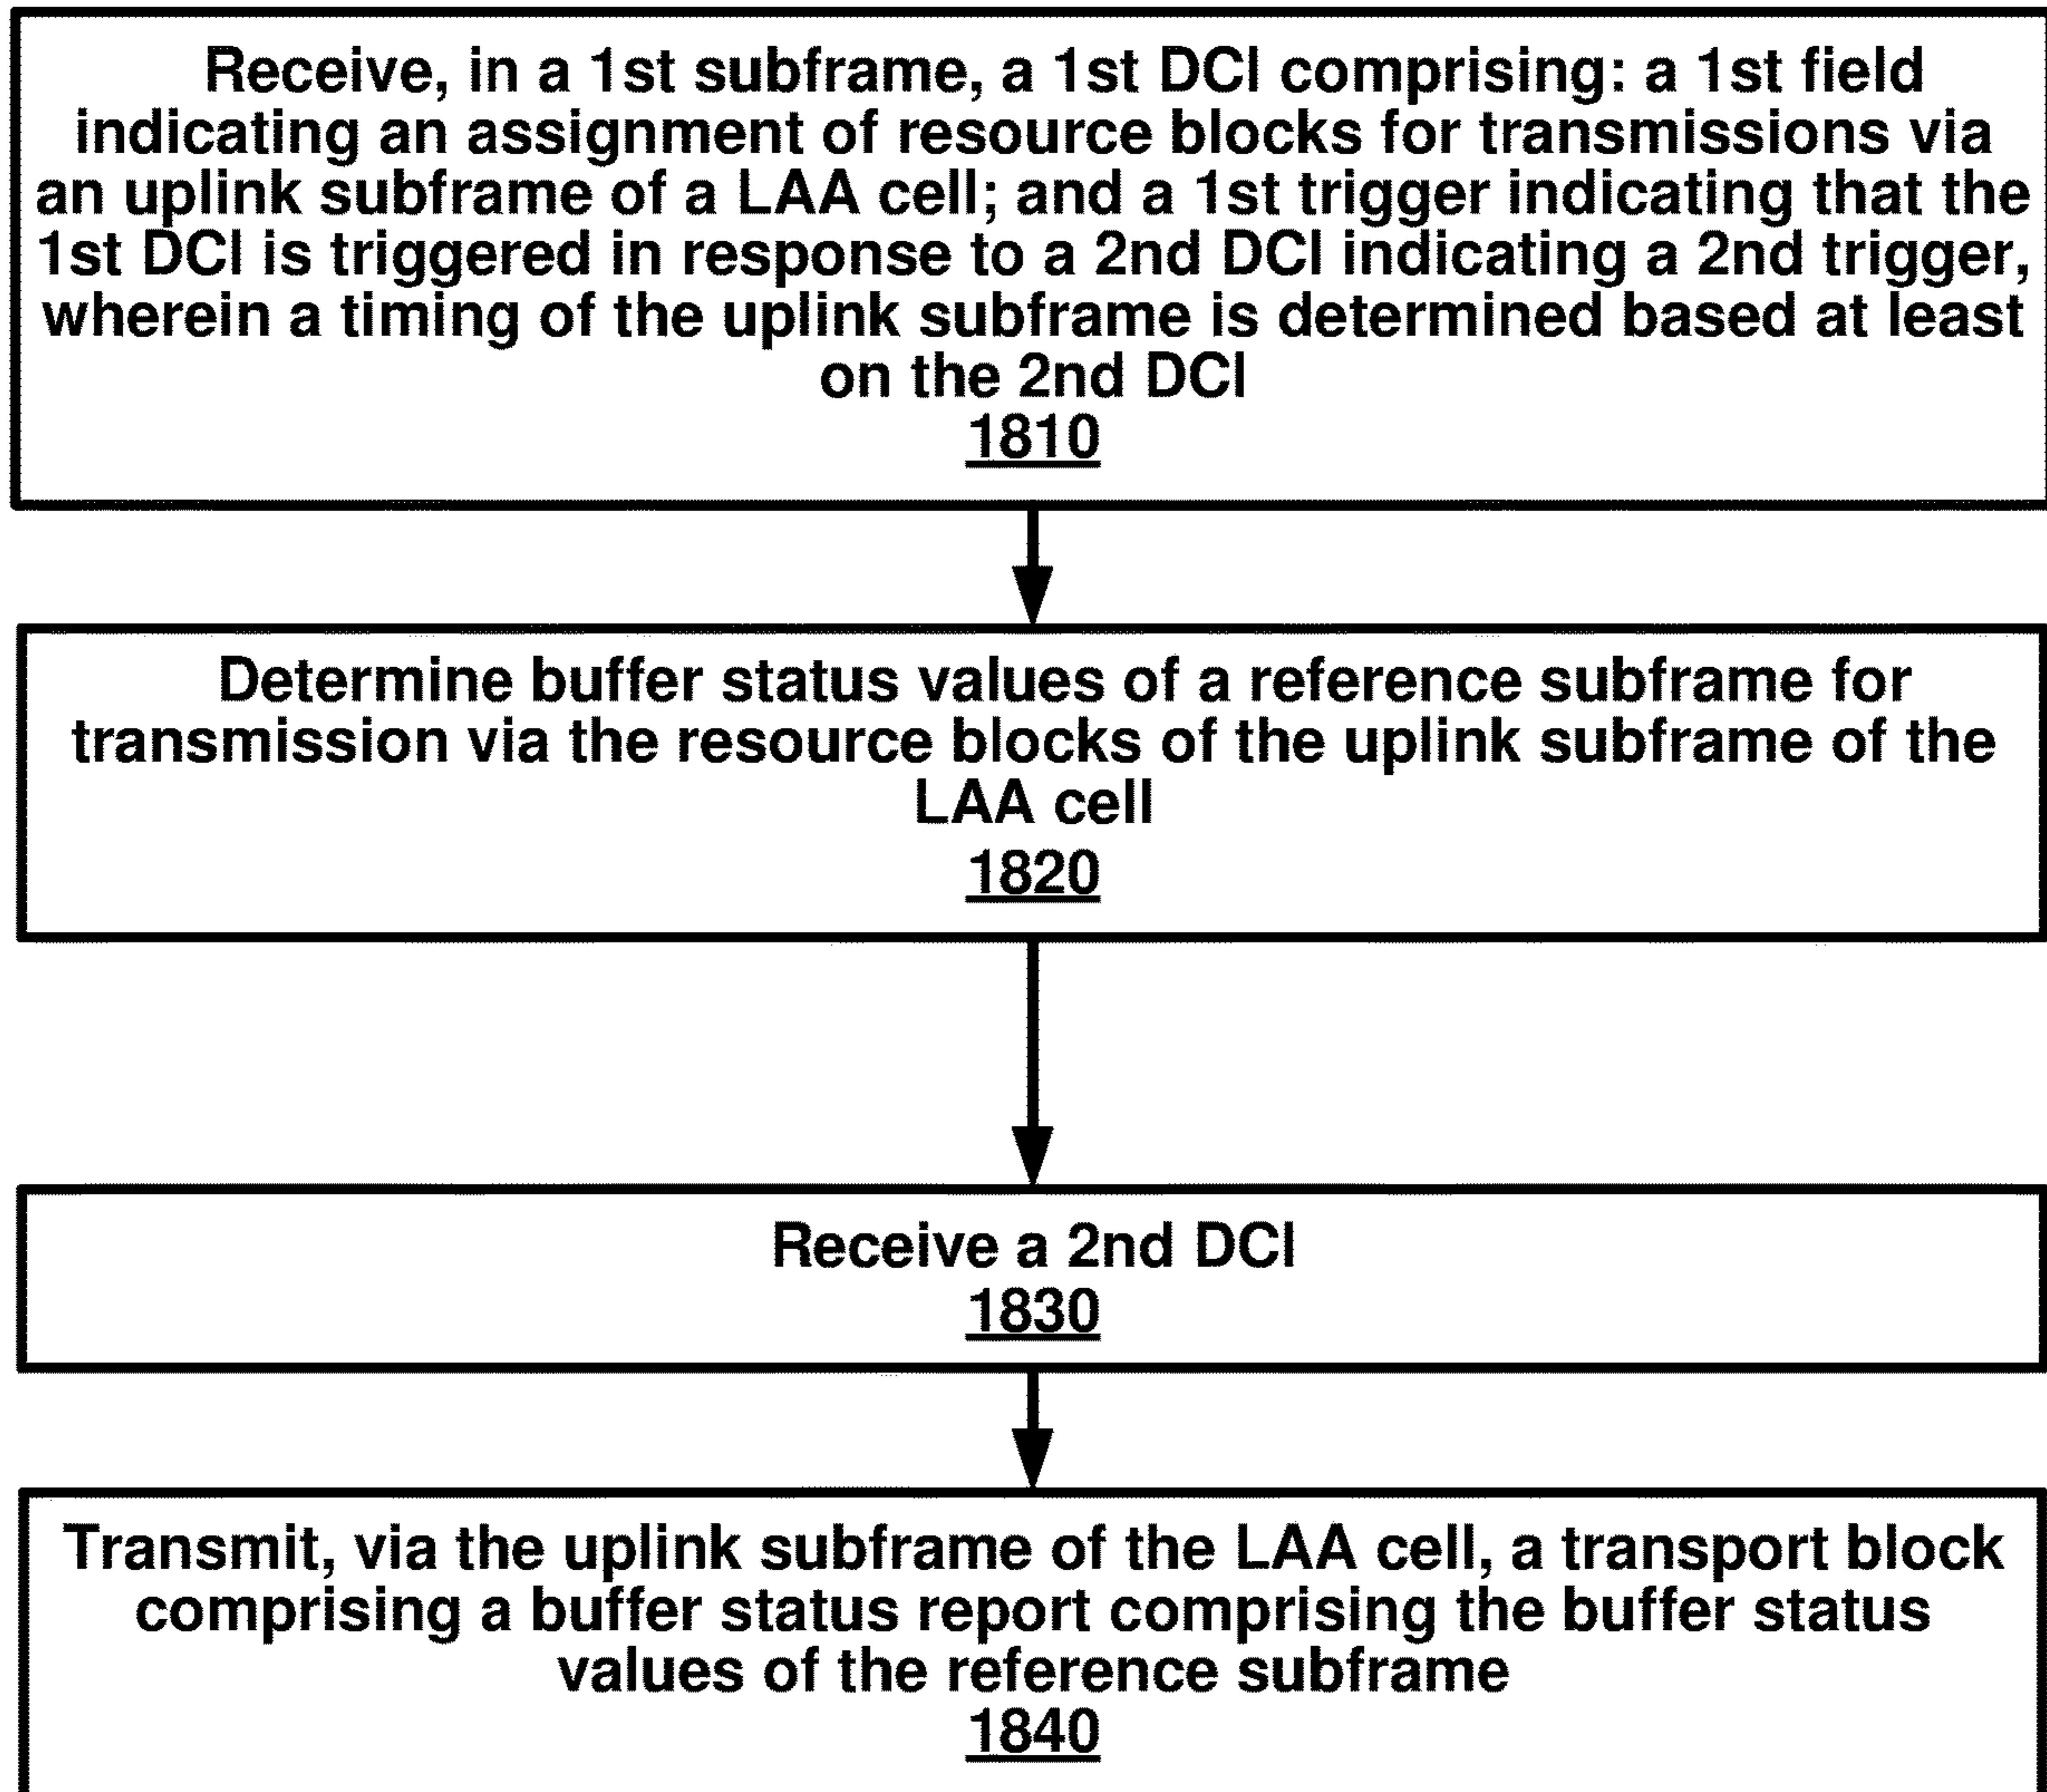 Receive, in a 1st subframe, a 1st DCI comprising: a 1st field
indicating an assignment of resource blocks for transmissions via
an uplink subframe of a LAA cell; and a 1st trigger indicating that the
1st DCI is triggered in response to a 2nd DCI indicating a 2nd trigger,
wherein a timing of the uplink subframe is determined based at least
on the 2nd DCI
1810
Determine buffer status values of a reference subframe for
transmission via the resource blocks of the uplink subframe of the
LAA cell
1820
Receive a 2nd DCI
1830
Transmit, via the uplink subframe of the LAA cell, a transport block
comprising a buffer status report comprising the buffer status
values of the reference subframe
1840